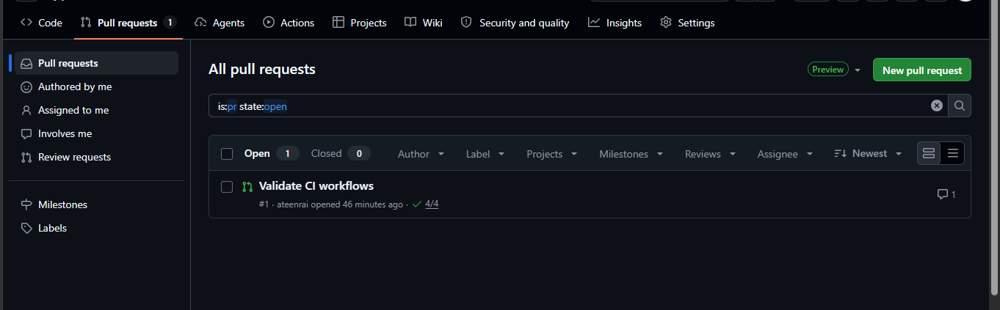 Code Pull requests 1 Agents Actions Projects Wiki Security and quality Insights Settings
Pull requests
Authored by me
Assigned to me
Involves me
Review requests
Milestones
Labels
All pull requests Preview New pull request
is:pr state:open
Open 1 Closed 0 Author Label Projects Milestones Reviews Assignee Newest
Validate CI workflows
#1 · ateenrai opened 46 minutes ago · 4/4 1